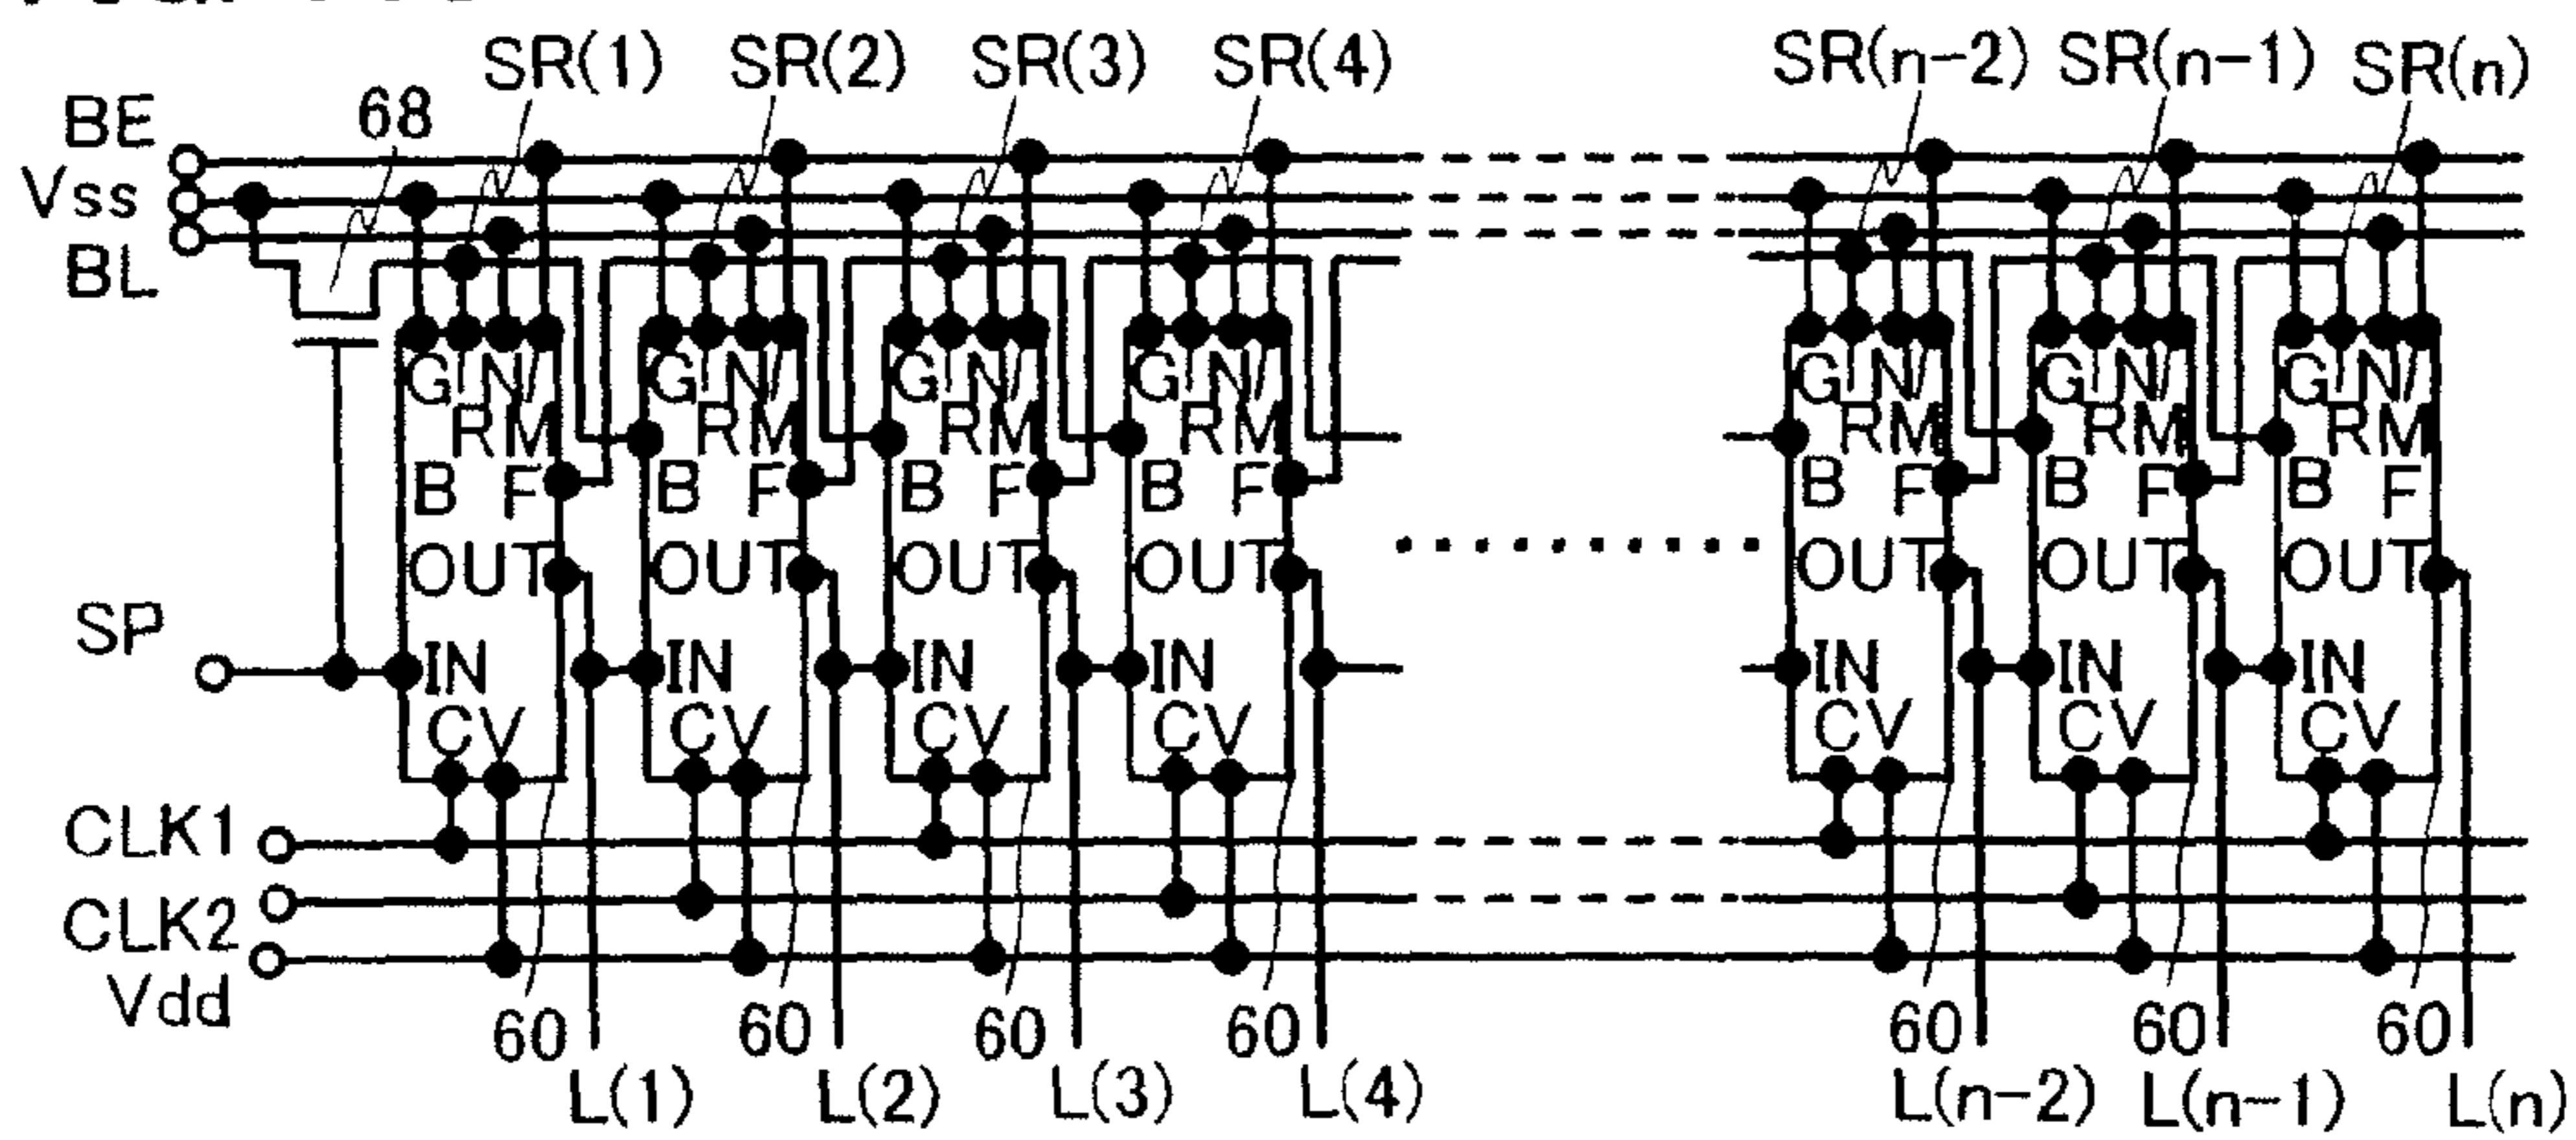 SR(1) SR(2) SR(3) SR(4) SR(n-2) SR(n-1) SR(n)
BE 68
Vss
BL
G N G N G N G N G N G N G N
RM RM RM RM RM RM RM
B F B F B F B F B F B F B F
OUT OUT OUT OUT OUT OUT OUT
SP IN IN IN IN IN IN IN
CV CV CV CV CV CV CV
CLK1
CLK2
Vdd
60 60 60 60 60 60 60
L(1) L(2) L(3) L(4) L(n-2) L(n-1) L(n)